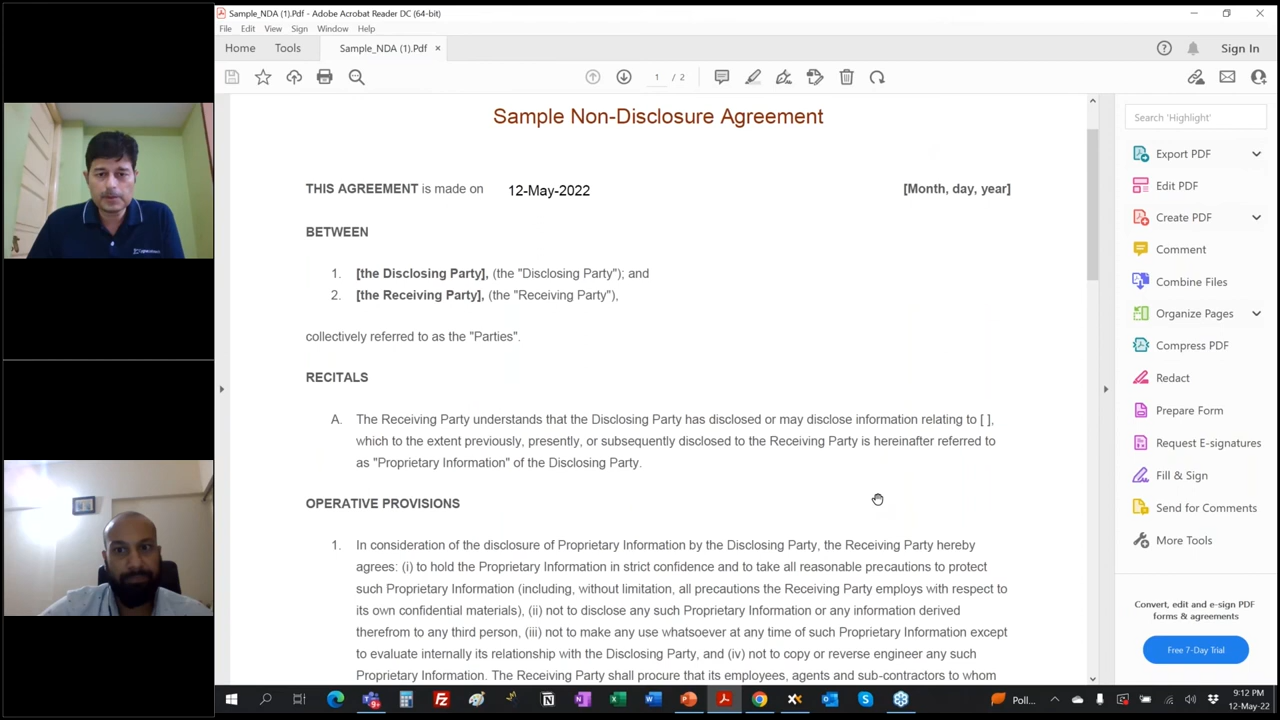 Sample_NDA (1).Pdf - Adobe Acrobat Reader DC (64-bit)
File Edit View Sign Window Help
Home Tools Sample_NDA (1).Pdf × Sign In
1 / 2
Sample Non-Disclosure Agreement
THIS AGREEMENT is made on 12-May-2022 [Month, day, year]
BETWEEN
1. [the Disclosing Party], (the "Disclosing Party"); and
2. [the Receiving Party], (the "Receiving Party"),
collectively referred to as the "Parties".
RECITALS
A. The Receiving Party understands that the Disclosing Party has disclosed or may disclose information relating to [ ],
which to the extent previously, presently, or subsequently disclosed to the Receiving Party is hereinafter referred to
as "Proprietary Information" of the Disclosing Party.
OPERATIVE PROVISIONS
1. In consideration of the disclosure of Proprietary Information by the Disclosing Party, the Receiving Party hereby
agrees: (i) to hold the Proprietary Information in strict confidence and to take all reasonable precautions to protect
such Proprietary Information (including, without limitation, all precautions the Receiving Party employs with respect to
its own confidential materials), (ii) not to disclose any such Proprietary Information or any information derived
therefrom to any third person, (iii) not to make any use whatsoever at any time of such Proprietary Information except
to evaluate internally its relationship with the Disclosing Party, and (iv) not to copy or reverse engineer any such
Proprietary Information. The Receiving Party shall procure that its employees, agents and sub-contractors to whom
Search 'Highlight'
Export PDF
Edit PDF
Create PDF
Comment
Combine Files
Organize Pages
Compress PDF
Redact
Prepare Form
Request E-signatures
Fill & Sign
Send for Comments
More Tools
Convert, edit and e-sign PDF
forms & agreements
Free 7-Day Trial
Poll...
9:12 PM
12-May-22